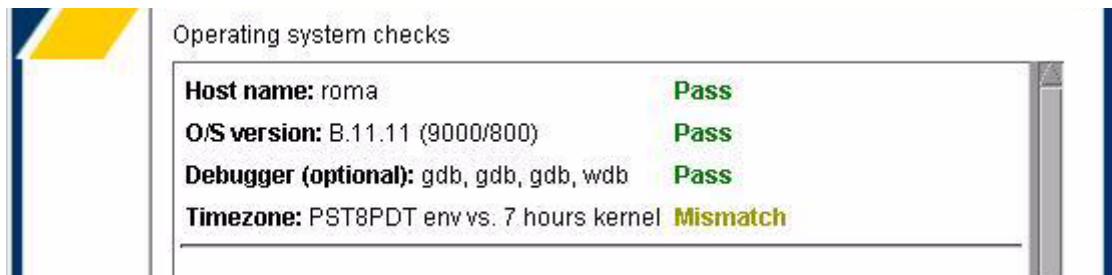 Operating system checks
Host name: roma Pass
O/S version: B.11.11 (9000/800) Pass
Debugger (optional): gdb, gdb, gdb, wdb Pass
Timezone: PST8PDT env vs. 7 hours kernel Mismatch